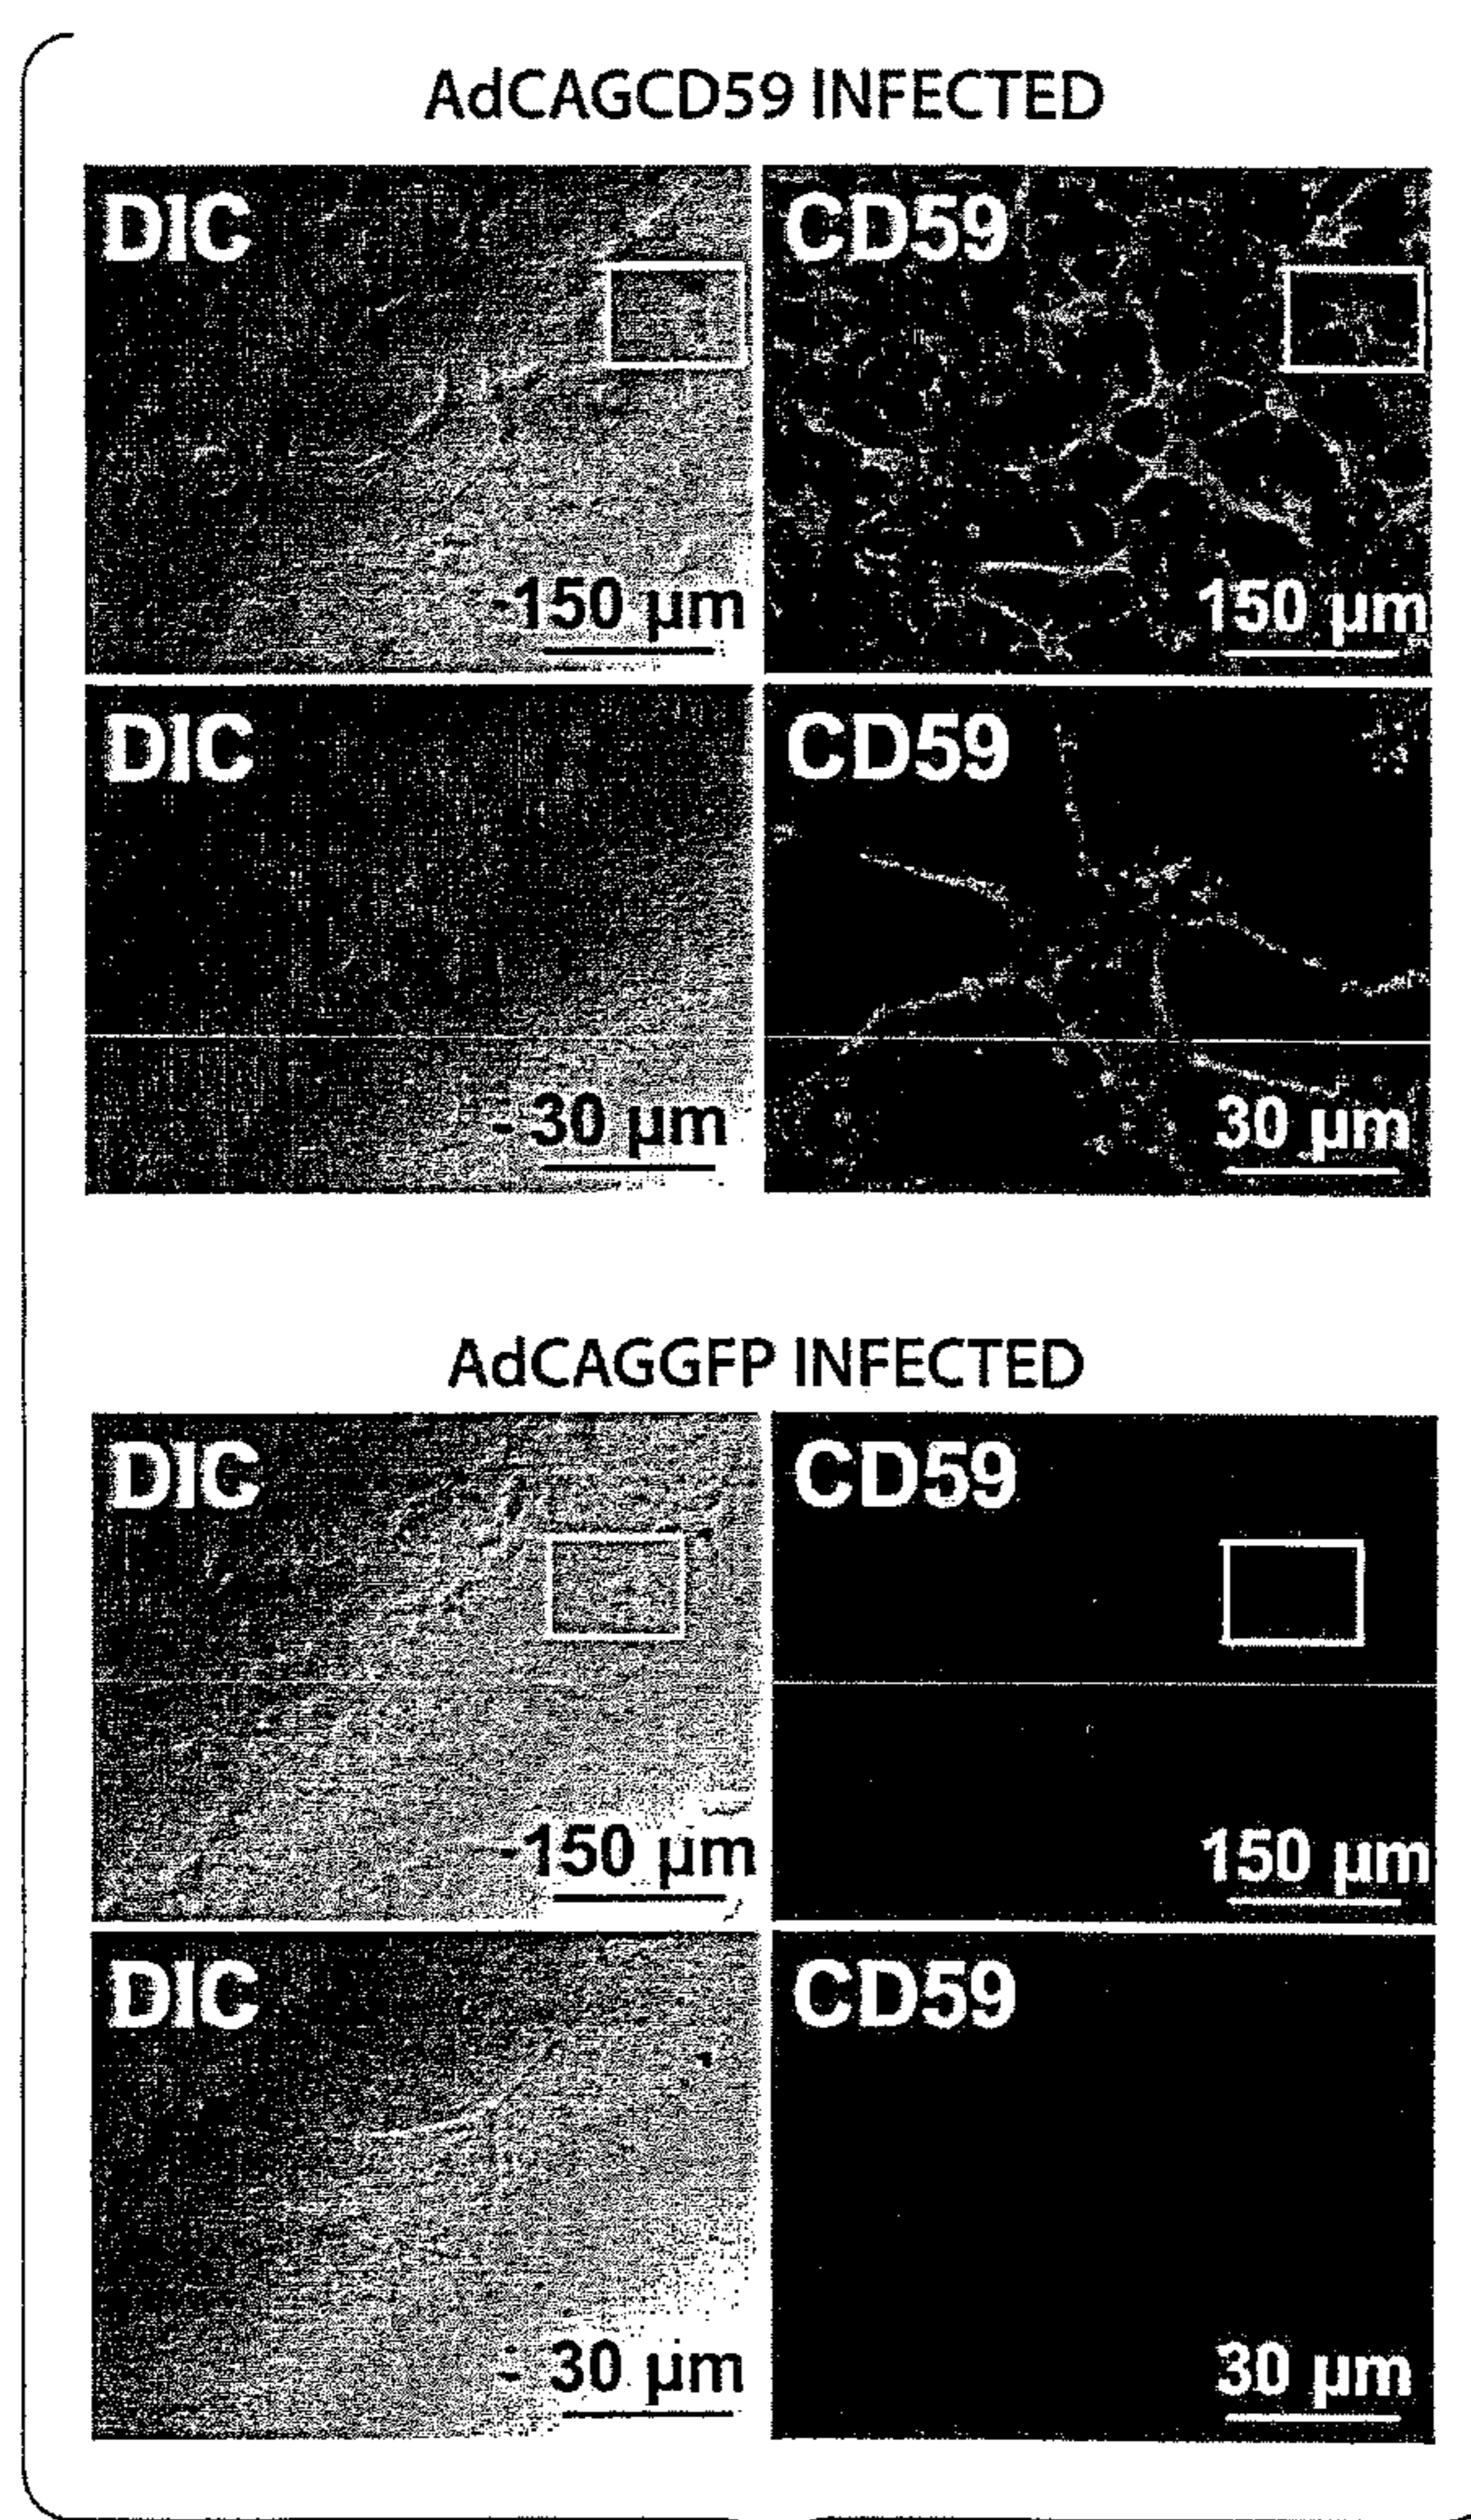 AdCAGCD59 INFECTED
DIC
CD59
150 µm
150 µm
DIC
CD59
30 µm
30 µm
AdCAGGFP INFECTED
DIC
CD59
150 µm
150 µm
DIC
CD59
30 µm
30 µm